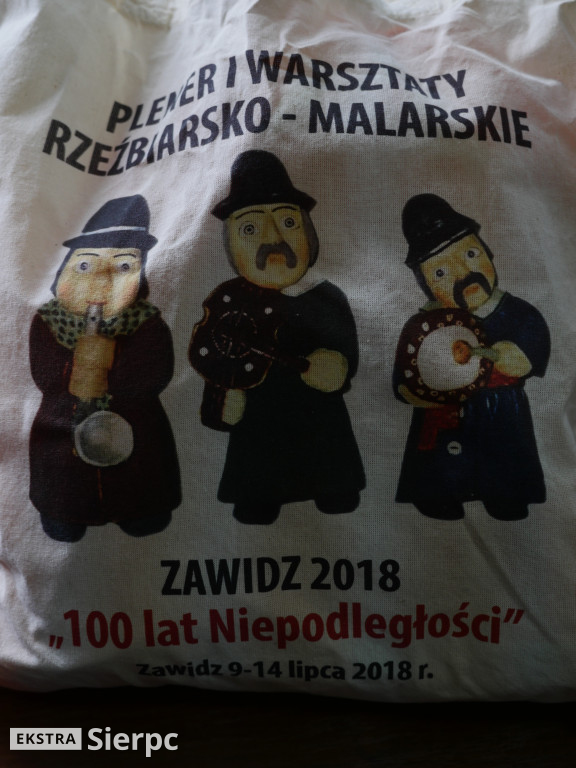 PLENER I WARSZTATY
RZEŹBIARSKO - MALARSKIE
ZAWIDZ 2018
„100 lat Niepodległości”
zawidz 9-14 lipca 2018 r.
EKSTRA Sierpc